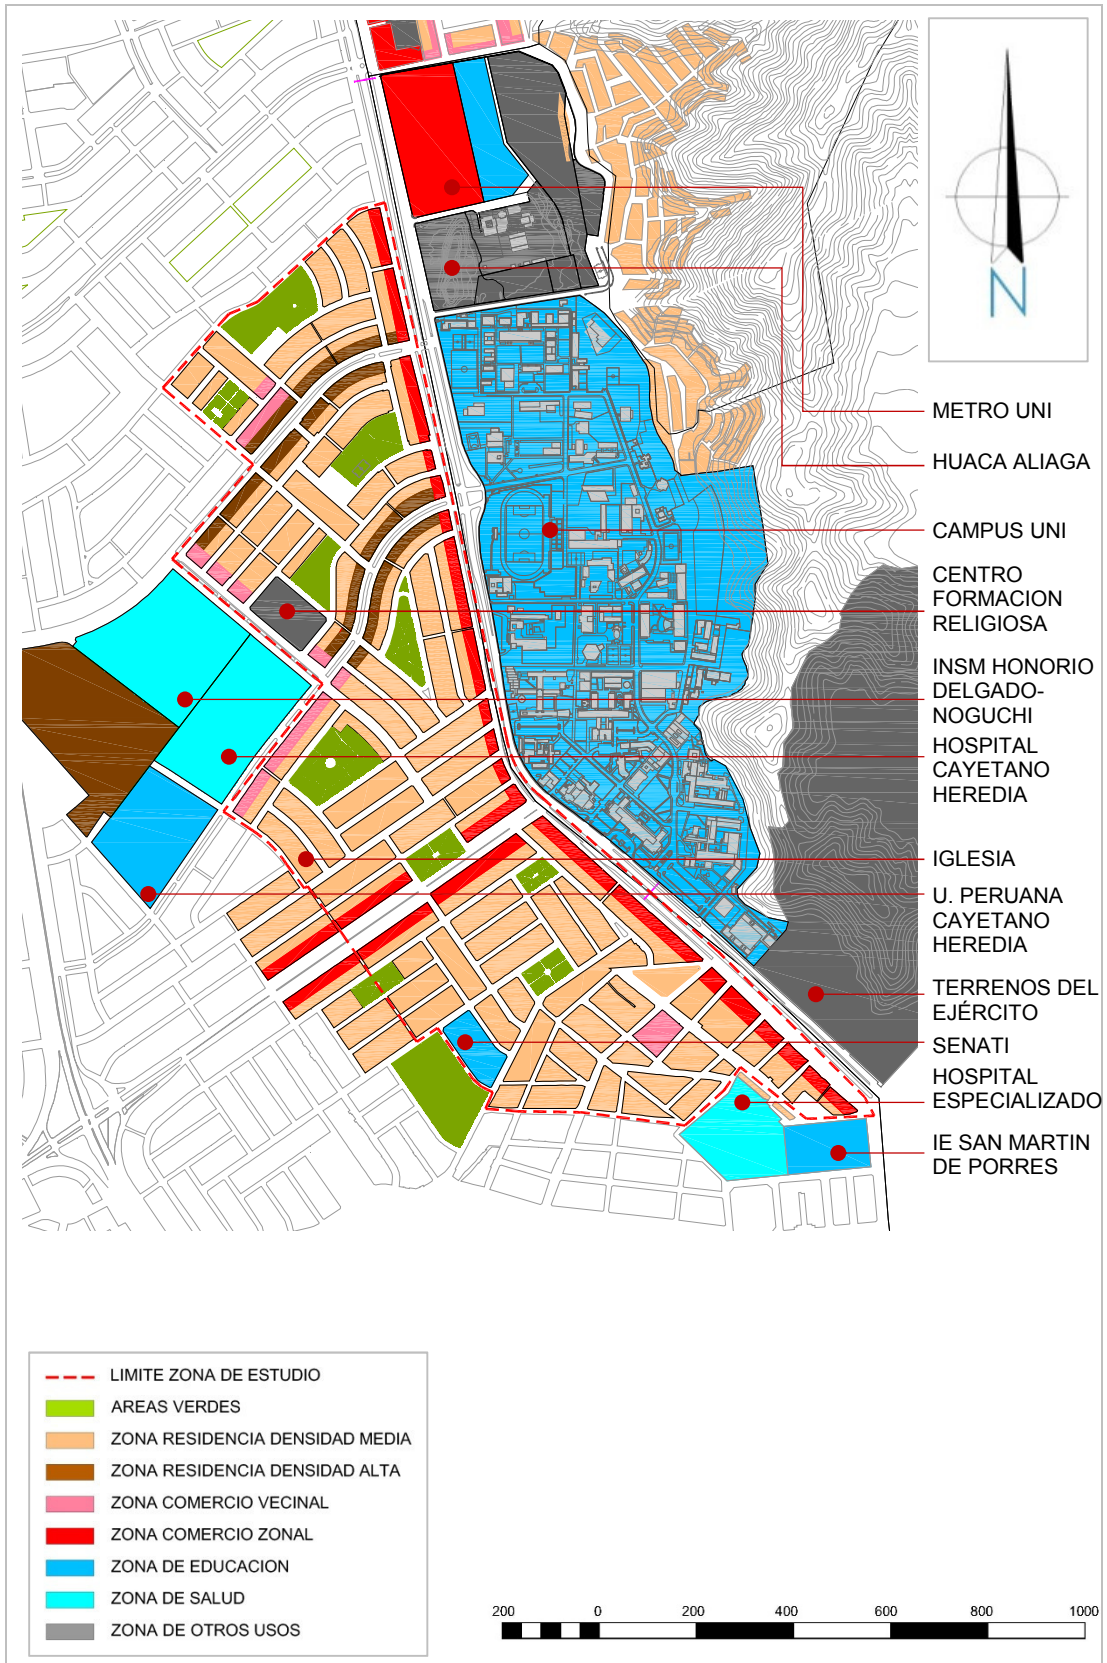 N
METRO UNI
HUACA ALIAGA
CAMPUS UNI
CENTRO
FORMACION
RELIGIOSA
INSM HONORIO
DELGADO-
NOGUCHI
HOSPITAL
CAYETANO
HEREDIA
IGLESIA
U. PERUANA
CAYETANO
HEREDIA
TERRENOS DEL
EJÉRCITO
SENATI
HOSPITAL
ESPECIALIZADO
IE SAN MARTIN
DE PORRES
LIMITE ZONA DE ESTUDIO
AREAS VERDES
ZONA RESIDENCIA DENSIDAD MEDIA
ZONA RESIDENCIA DENSIDAD ALTA
ZONA COMERCIO VECINAL
ZONA COMERCIO ZONAL
ZONA DE EDUCACION
ZONA DE SALUD
ZONA DE OTROS USOS
200 0 200 400 600 800 1000